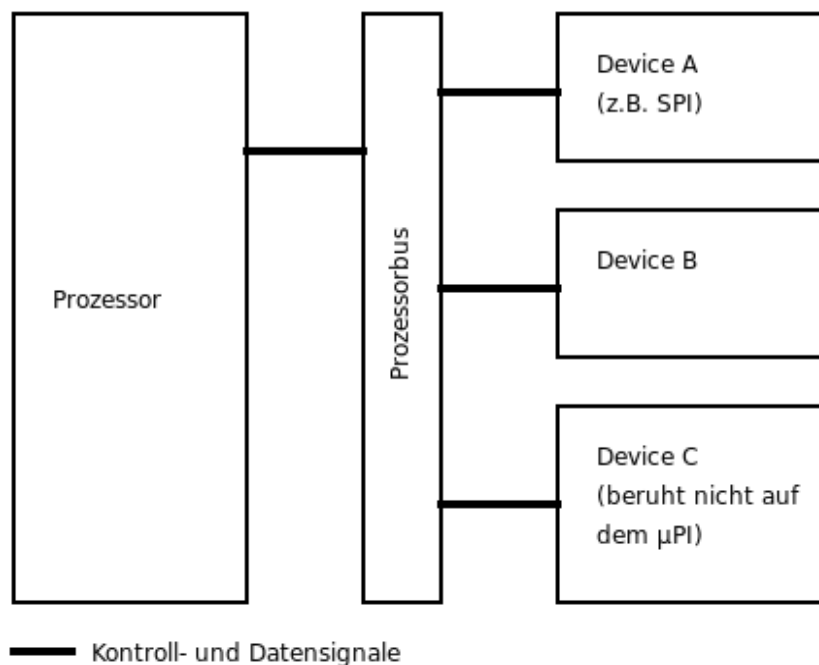 Device A
(z.B. SPI)
Device B
Prozessor
Prozessorbus
Device C
(beruht nicht auf
dem µPI)
Kontroll- und Datensignale